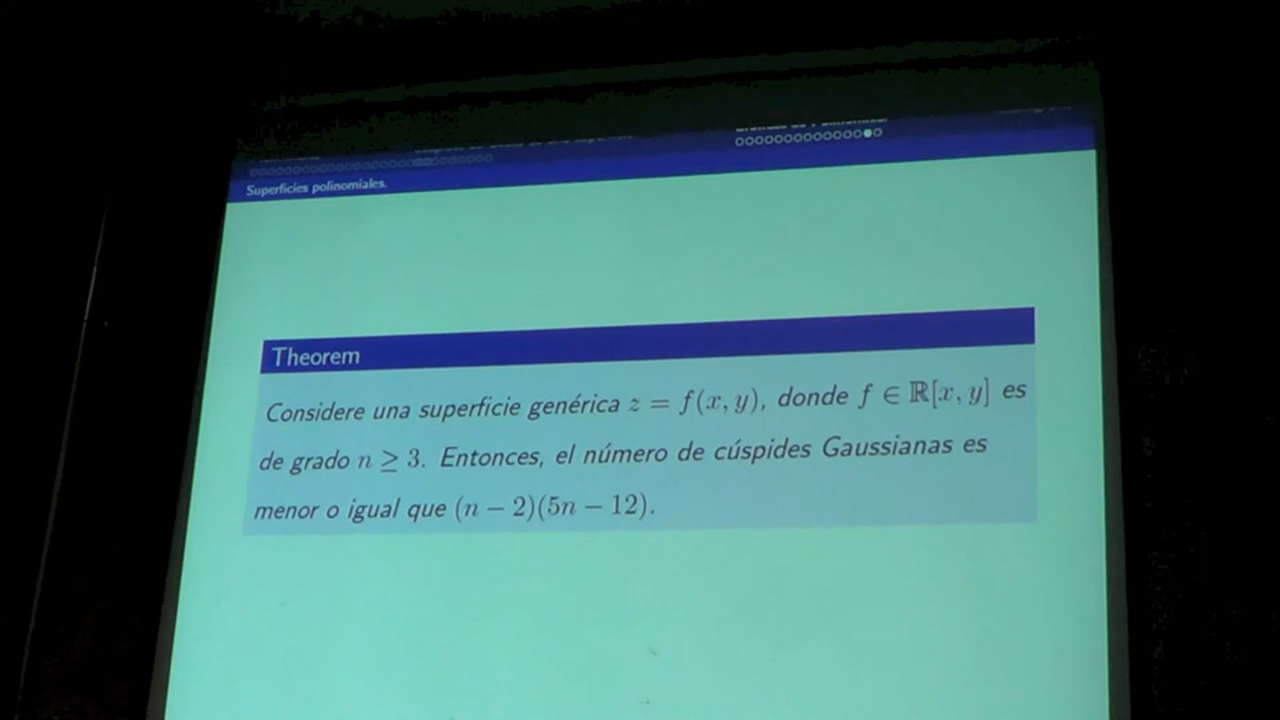 Superficies polinomiales.
Theorem
Considere una superficie genérica z = f(x, y), donde f ∈ ℝ[x, y] es
de grado n ≥ 3. Entonces, el número de cúspides Gaussianas es
menor o igual que (n − 2)(5n − 12).